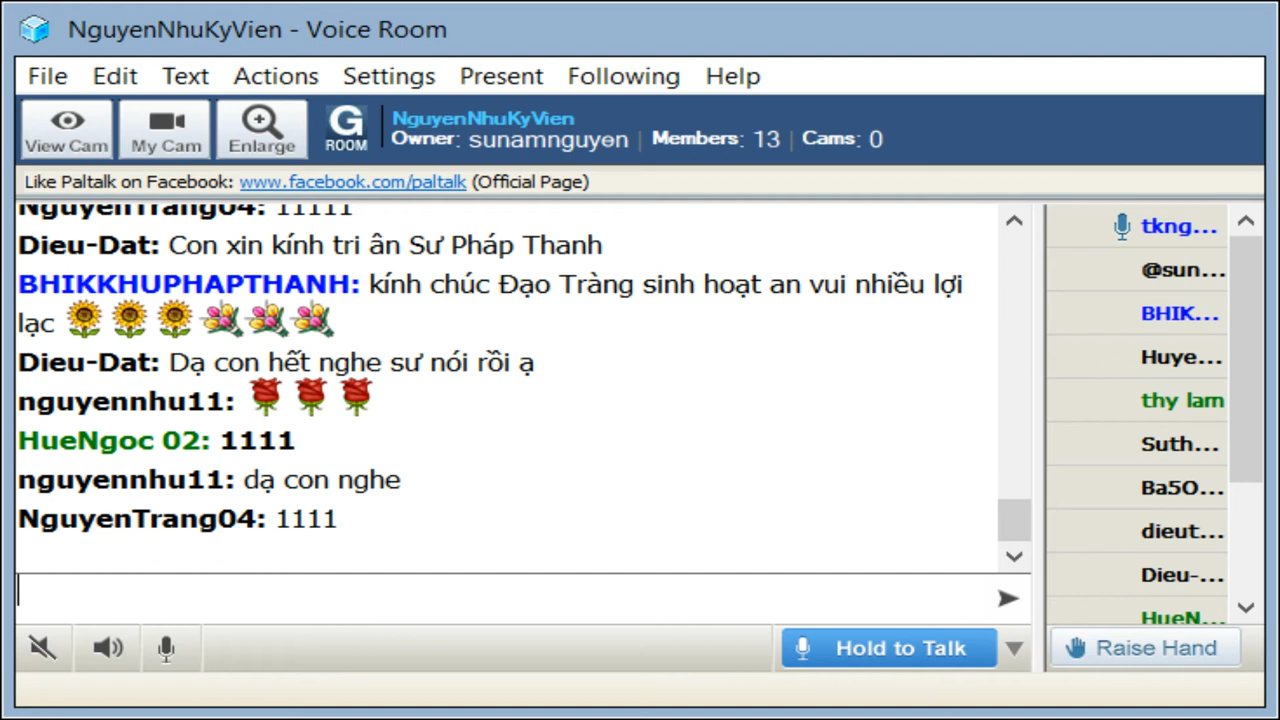 NguyenNhuKyVien - Voice Room
File Edit Text Actions Settings Present Following Help
View Cam
My Cam
Enlarge
G
ROOM
NguyenNhuKyVien
Owner: sunamnguyen | Members: 13 | Cams: 0
Like Paltalk on Facebook: www.facebook.com/paltalk (Official Page)
NguyenTrang04: 11111
Dieu-Dat: Con xin kính tri ân Sư Pháp Thanh
BHIKKHUPHAPTHANH: kính chúc Đạo Tràng sinh hoạt an vui nhiều lợi
lạc
Dieu-Dat: Dạ con hết nghe sư nói rồi ạ
nguyennhu11:
HueNgoc 02: 1111
nguyennhu11: dạ con nghe
NguyenTrang04: 1111
tkng...
@sun...
BHIK...
Huye...
thy lam
Suth...
Ba5O...
dieut...
Dieu-...
HueN...
Hold to Talk
Raise Hand